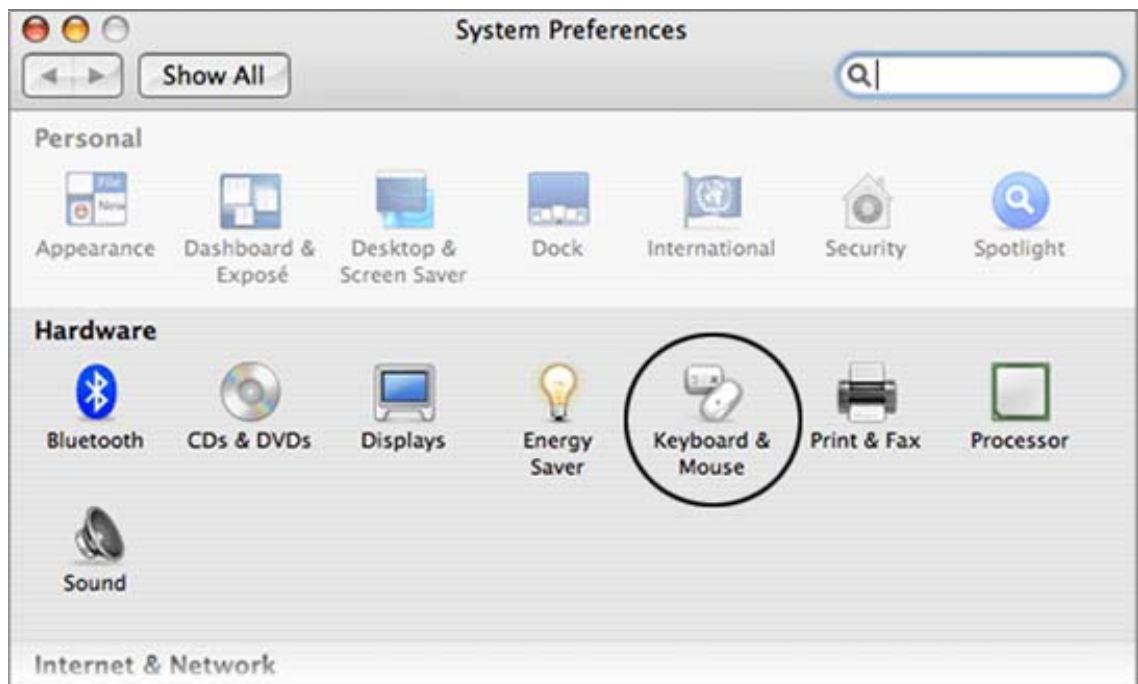 System Preferences
Show All
Personal
Appearance
Dashboard &
Exposé
Desktop &
Screen Saver
Dock
International
Security
Spotlight
Hardware
Bluetooth
CDs & DVDs
Displays
Energy
Saver
Keyboard &
Mouse
Print & Fax
Processor
Sound
Internet & Network